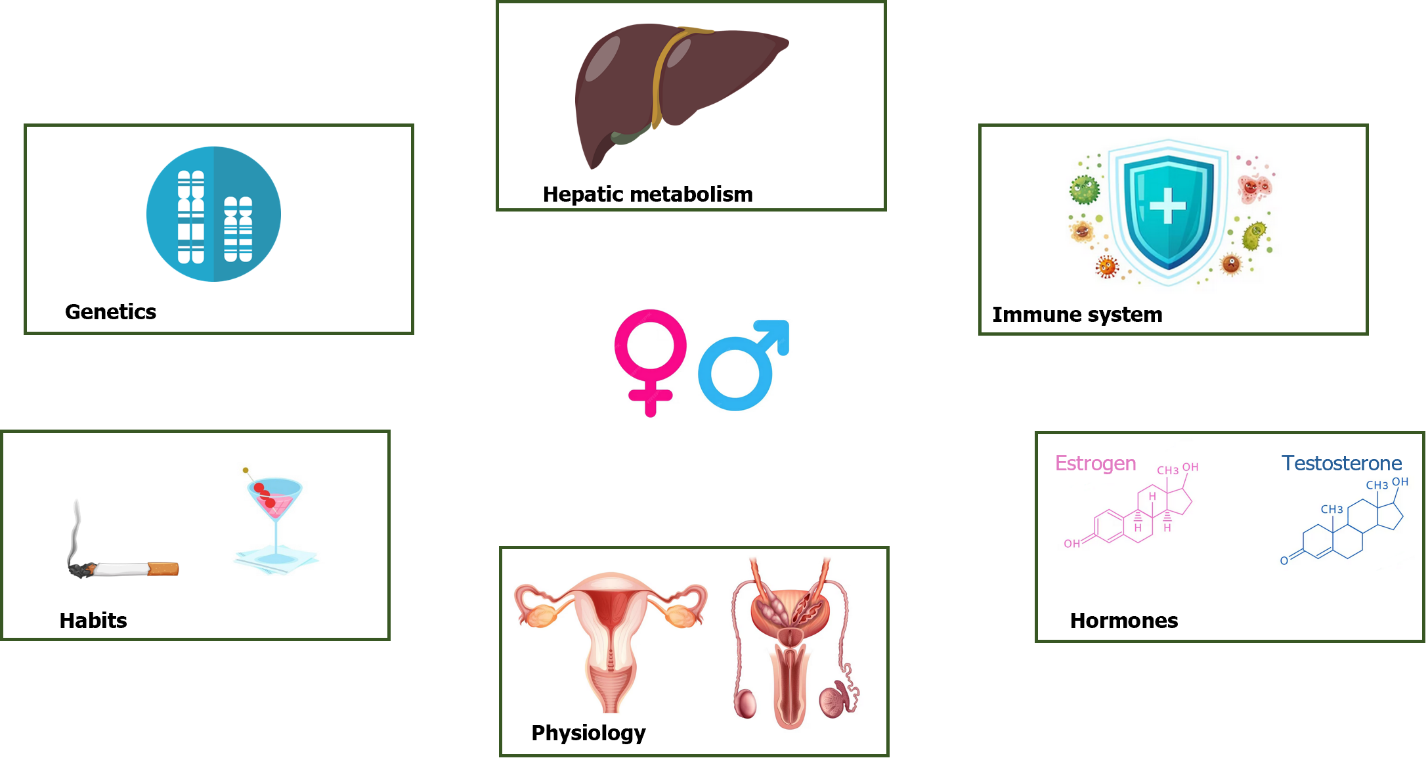 Hepatic metabolism
Genetics
Immune system
Habits
Estrogen
CH3
OH
H
H
H
OH
Testosterone
CH3
OH
CH3
O
Hormones
Physiology